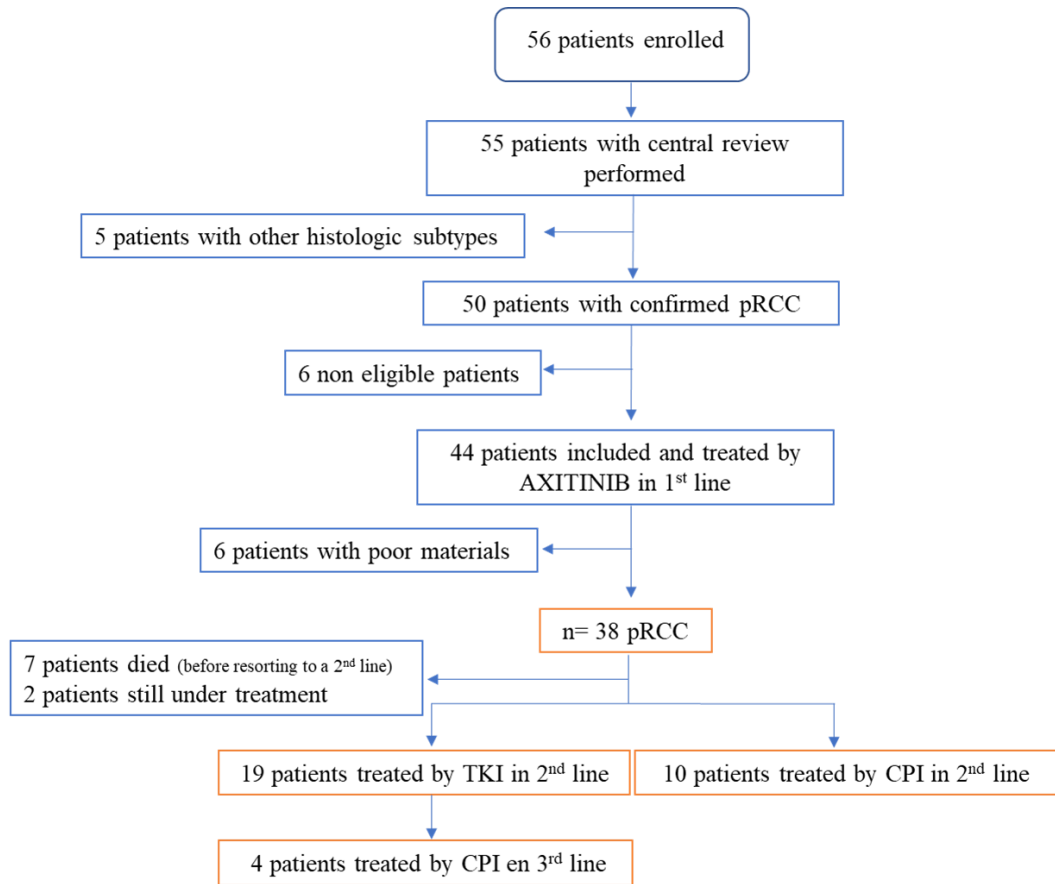 56 patients enrolled
55 patients with central review
performed
5 patients with other histologic subtypes
50 patients with confirmed pRCC
6 non eligible patients
44 patients included and treated by
AXITINIB in 1st line
6 patients with poor materials
n= 38 pRCC
7 patients died (before resorting to a 2nd line)
2 patients still under treatment
19 patients treated by TKI in 2nd line
10 patients treated by CPI in 2nd line
4 patients treated by CPI en 3rd line